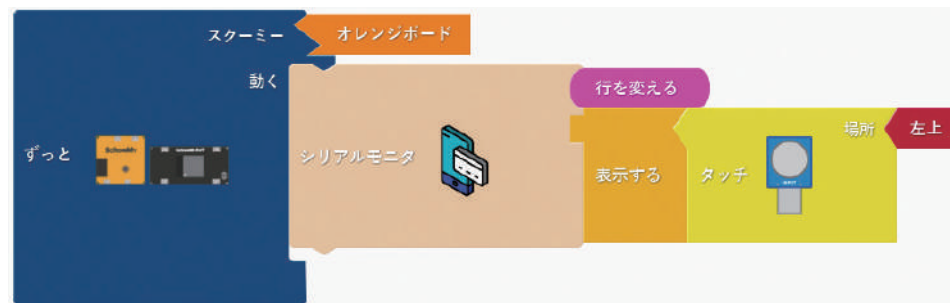 スクーミー
オレンジボード
動く
行を変える
場所
左上
ずっと
シリアルモニタ
表示する
タッチ